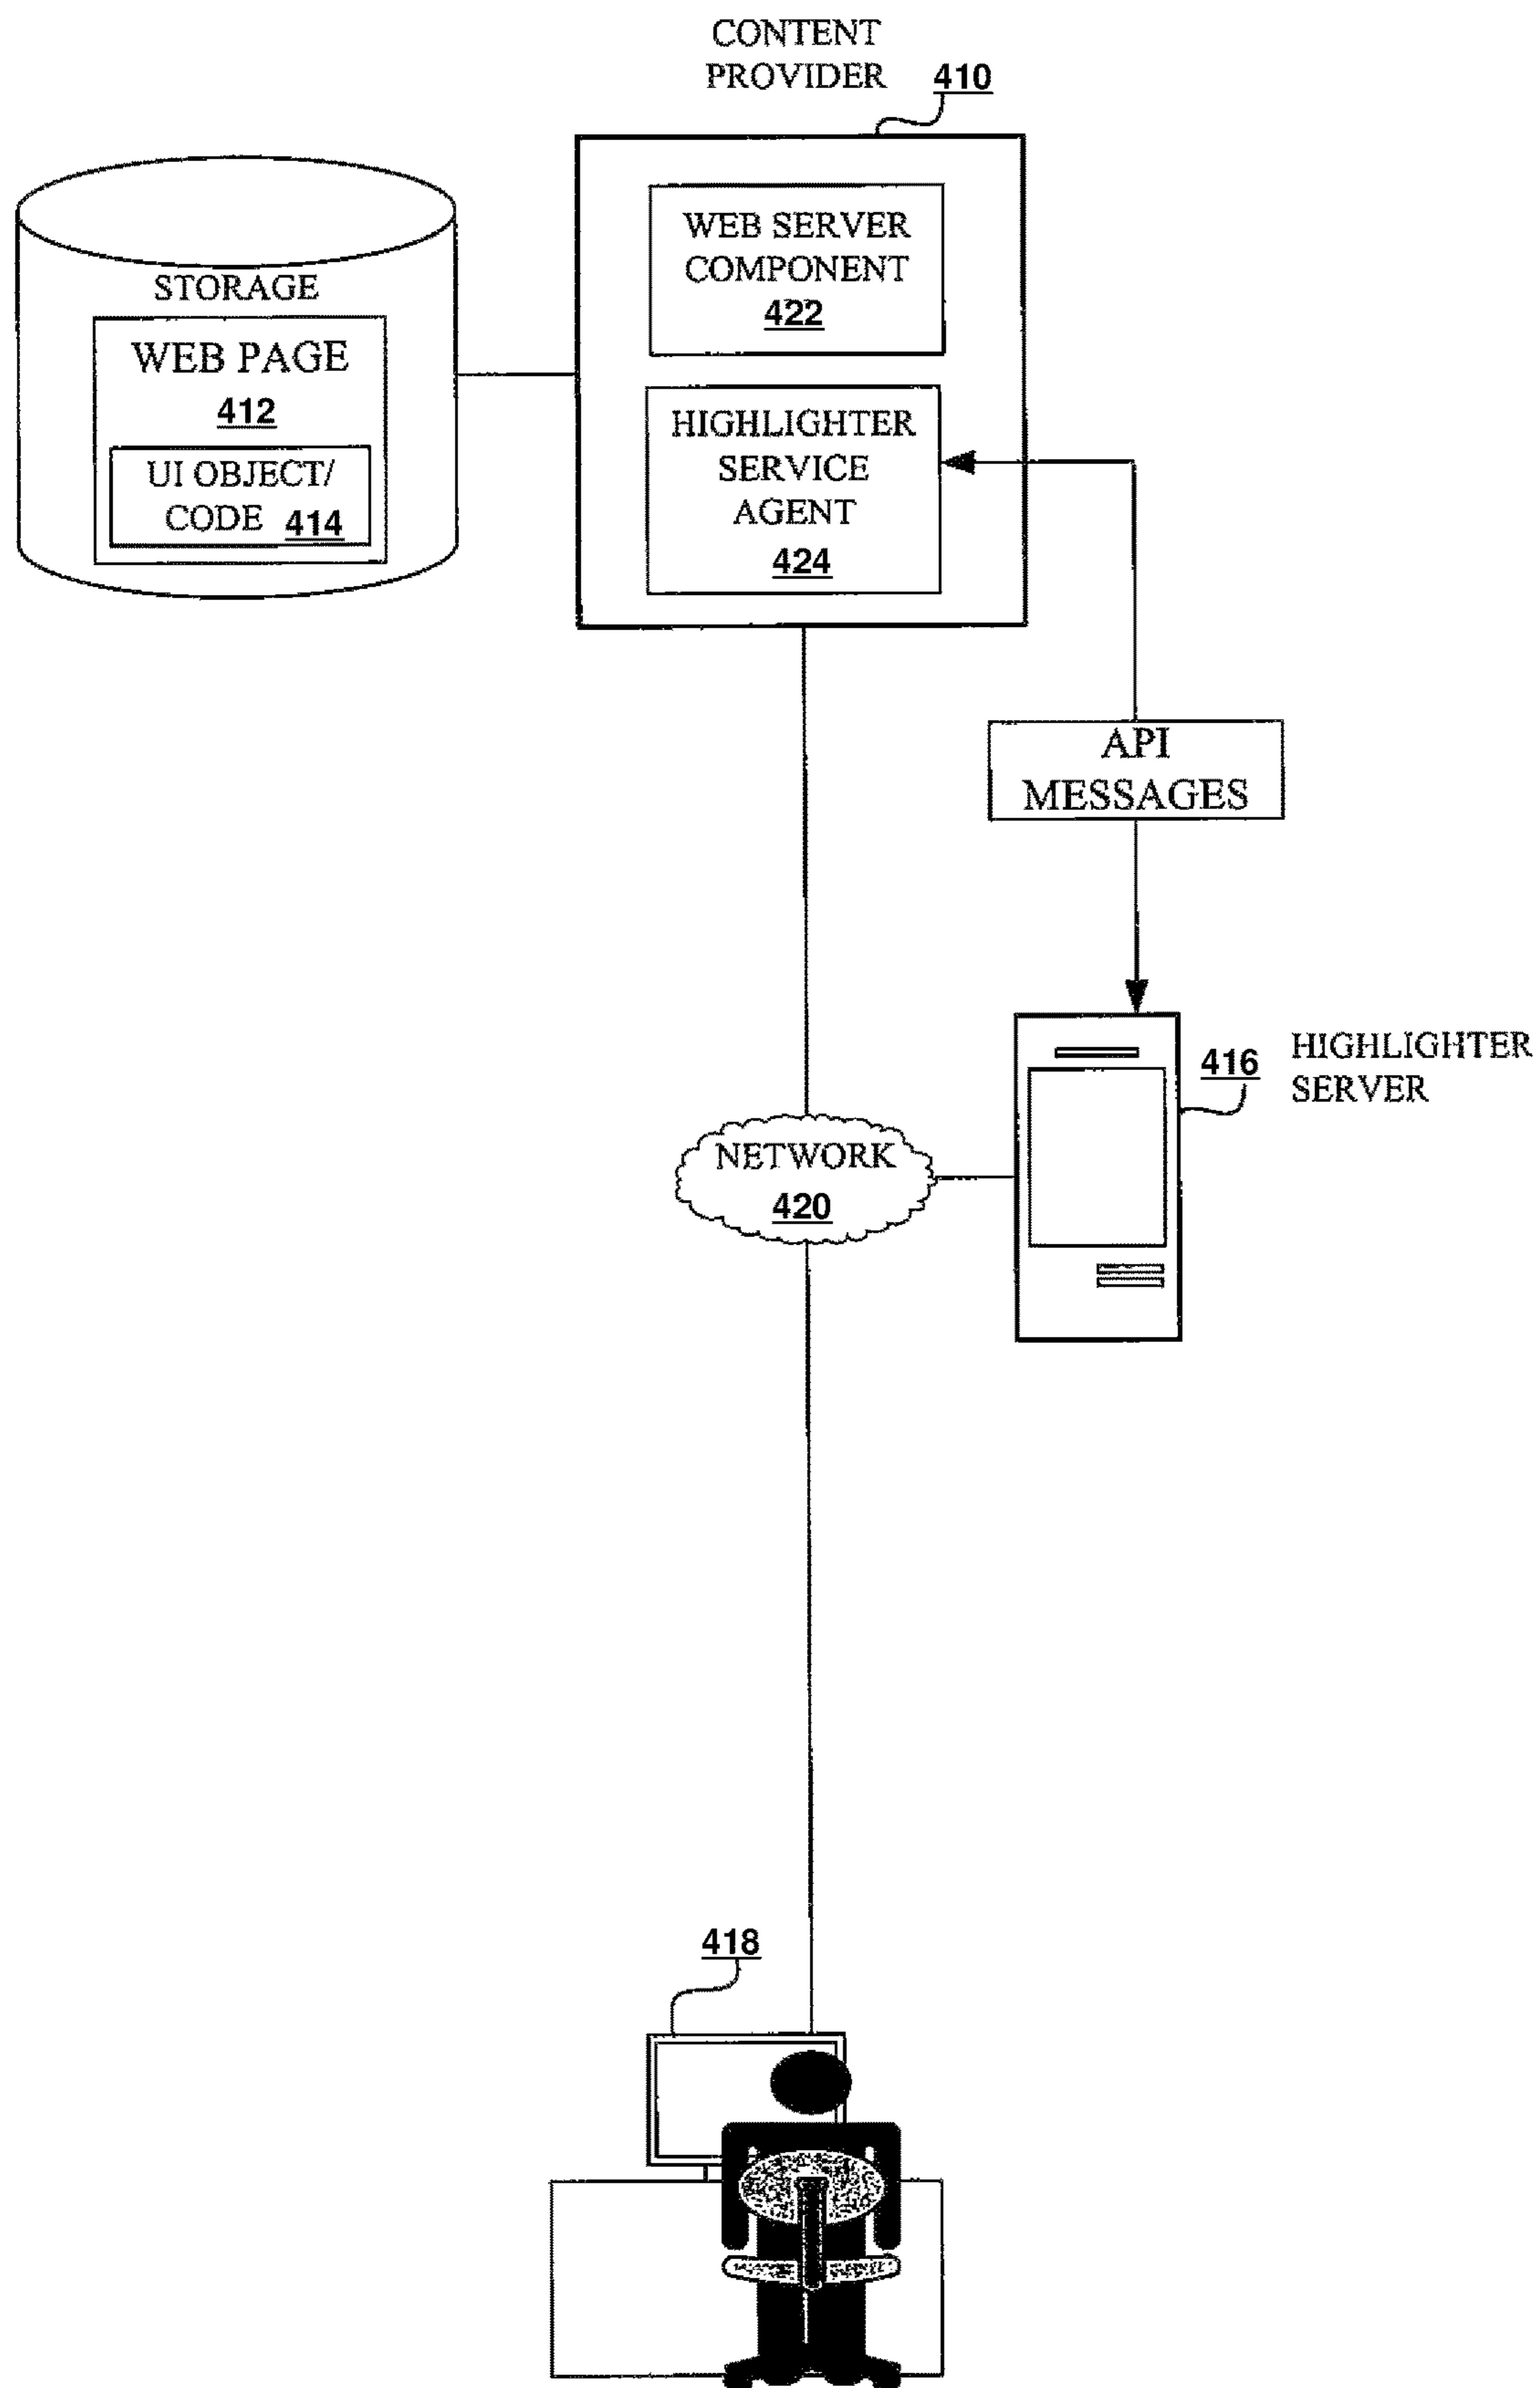 CONTENT
PROVIDER 410
WEB SERVER
COMPONENT
422
STORAGE
WEB PAGE
412
UI OBJECT/
CODE 414
HIGHLIGHTER
SERVICE
AGENT
424
API
MESSAGES
416
HIGHLIGHTER
SERVER
NETWORK
420
418